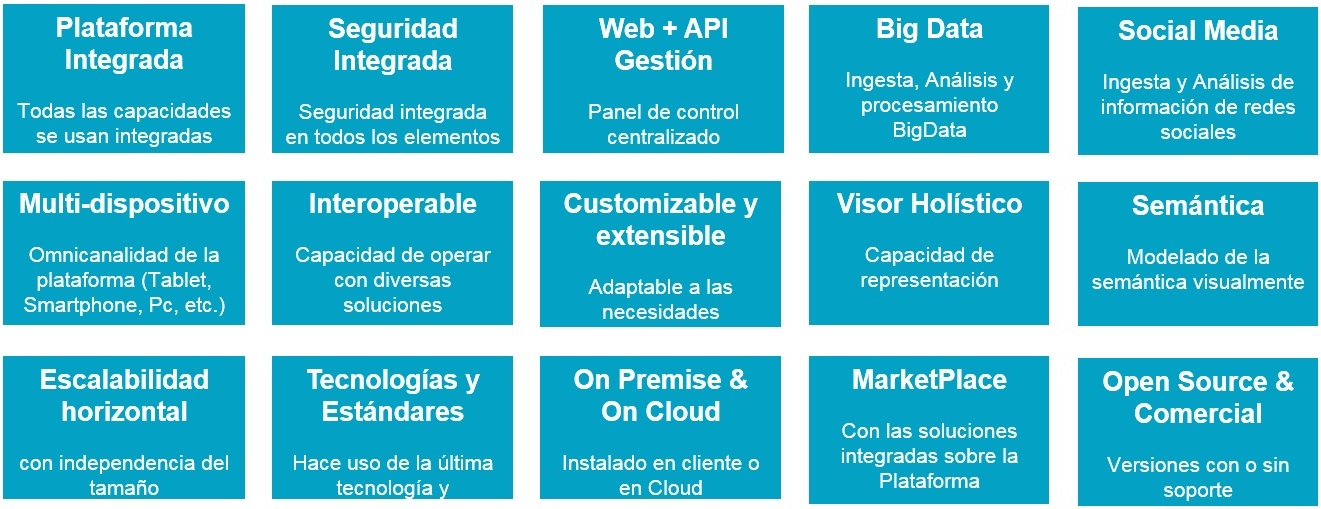 Plataforma
Integrada
Todas las capacidades
se usan integradas
Seguridad
Integrada
Seguridad integrada
en todos los elementos
Web + API
Gestión
Panel de control
centralizado
Big Data
Ingesta, Análisis y
procesamiento
BigData
Social Media
Ingesta y Análisis de
información de redes
sociales
Multi-dispositivo
Omnicanalidad de la
plataforma (Tablet,
Smartphone, Pc, etc.)
Interoperable
Capacidad de operar
con diversas
soluciones
Customizable y
extensible
Adaptable a las
necesidades
Visor Holístico
Capacidad de
representación
Semántica
Modelado de la
semántica visualmente
Escalabilidad
horizontal
con independencia del
tamaño
Tecnologías y
Estándares
Hace uso de la última
tecnología y
On Premise &
On Cloud
Instalado en cliente o
en Cloud
MarketPlace
Con las soluciones
integradas sobre la
Plataforma
Open Source &
Comercial
Versiones con o sin
soporte